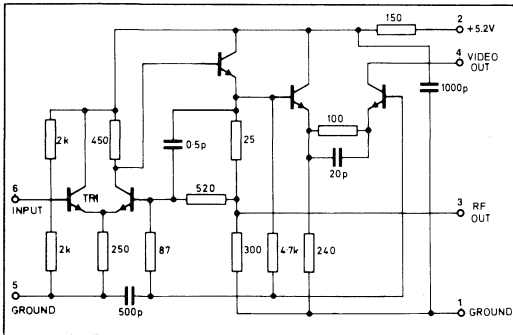 150
2
+5.2V
4
VIDEO
OUT
1000p
2k
450
0·5p
25
100
20p
6
INPUT
TR1
520
3
RF
OUT
2k
250
87
300
4·7k
240
5
GROUND
500p
1
GROUND